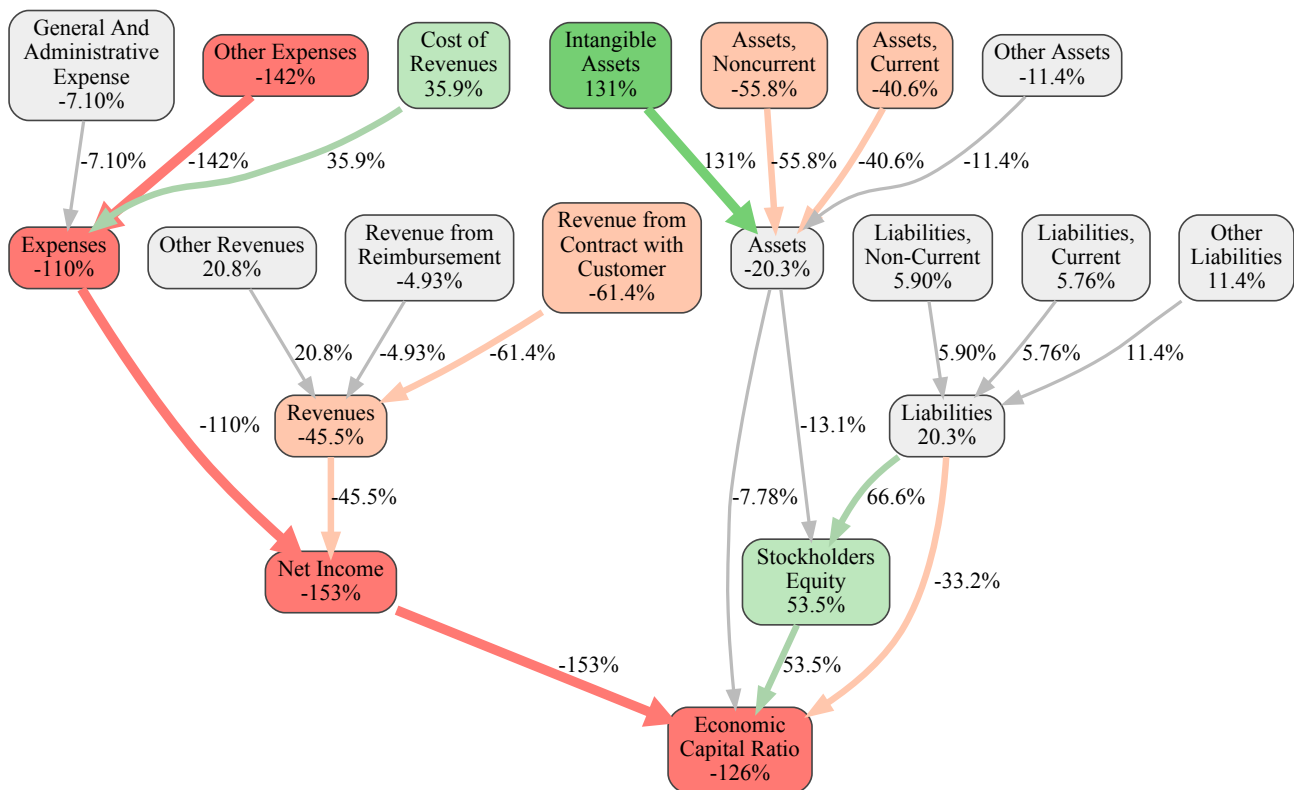 General And
Administrative
Expense
-7.10%
Other Expenses
-142%
Cost of
Revenues
35.9%
Intangible
Assets
131%
Assets,
Noncurrent
-55.8%
Assets,
Current
-40.6%
Other Assets
-11.4%
-7.10%
-142%
35.9%
131%
-55.8%
-40.6%
-11.4%
Expenses
-110%
Other Revenues
20.8%
Revenue from
Reimbursement
-4.93%
Revenue from
Contract with
Customer
-61.4%
Assets
-20.3%
Liabilities,
Non-Current
5.90%
Liabilities,
Current
5.76%
Other
Liabilities
11.4%
20.8%
-4.93%
-61.4%
5.90%
5.76%
11.4%
-110%
Revenues
-45.5%
-13.1%
Liabilities
20.3%
-45.5%
-7.78%
66.6%
Net Income
-153%
Stockholders
Equity
53.5%
-33.2%
-153%
53.5%
Economic
Capital Ratio
-126%